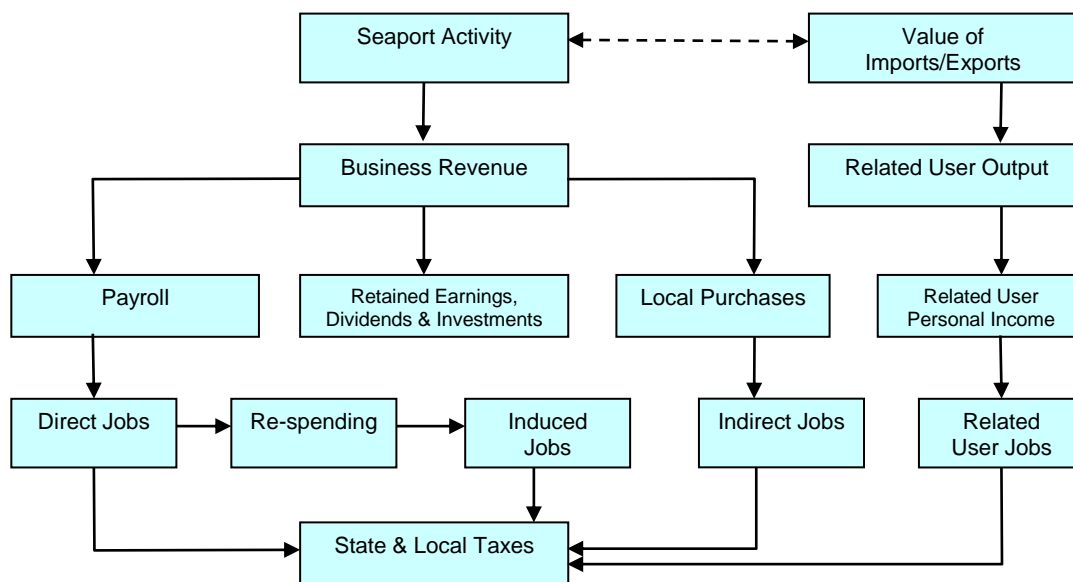 Seaport Activity
Value of
Imports/Exports
Business Revenue
Related User Output
Payroll
Retained Earnings,
Dividends & Investments
Local Purchases
Related User
Personal Income
Direct Jobs
Re-spending
Induced
Jobs
Indirect Jobs
Related
User Jobs
State & Local Taxes